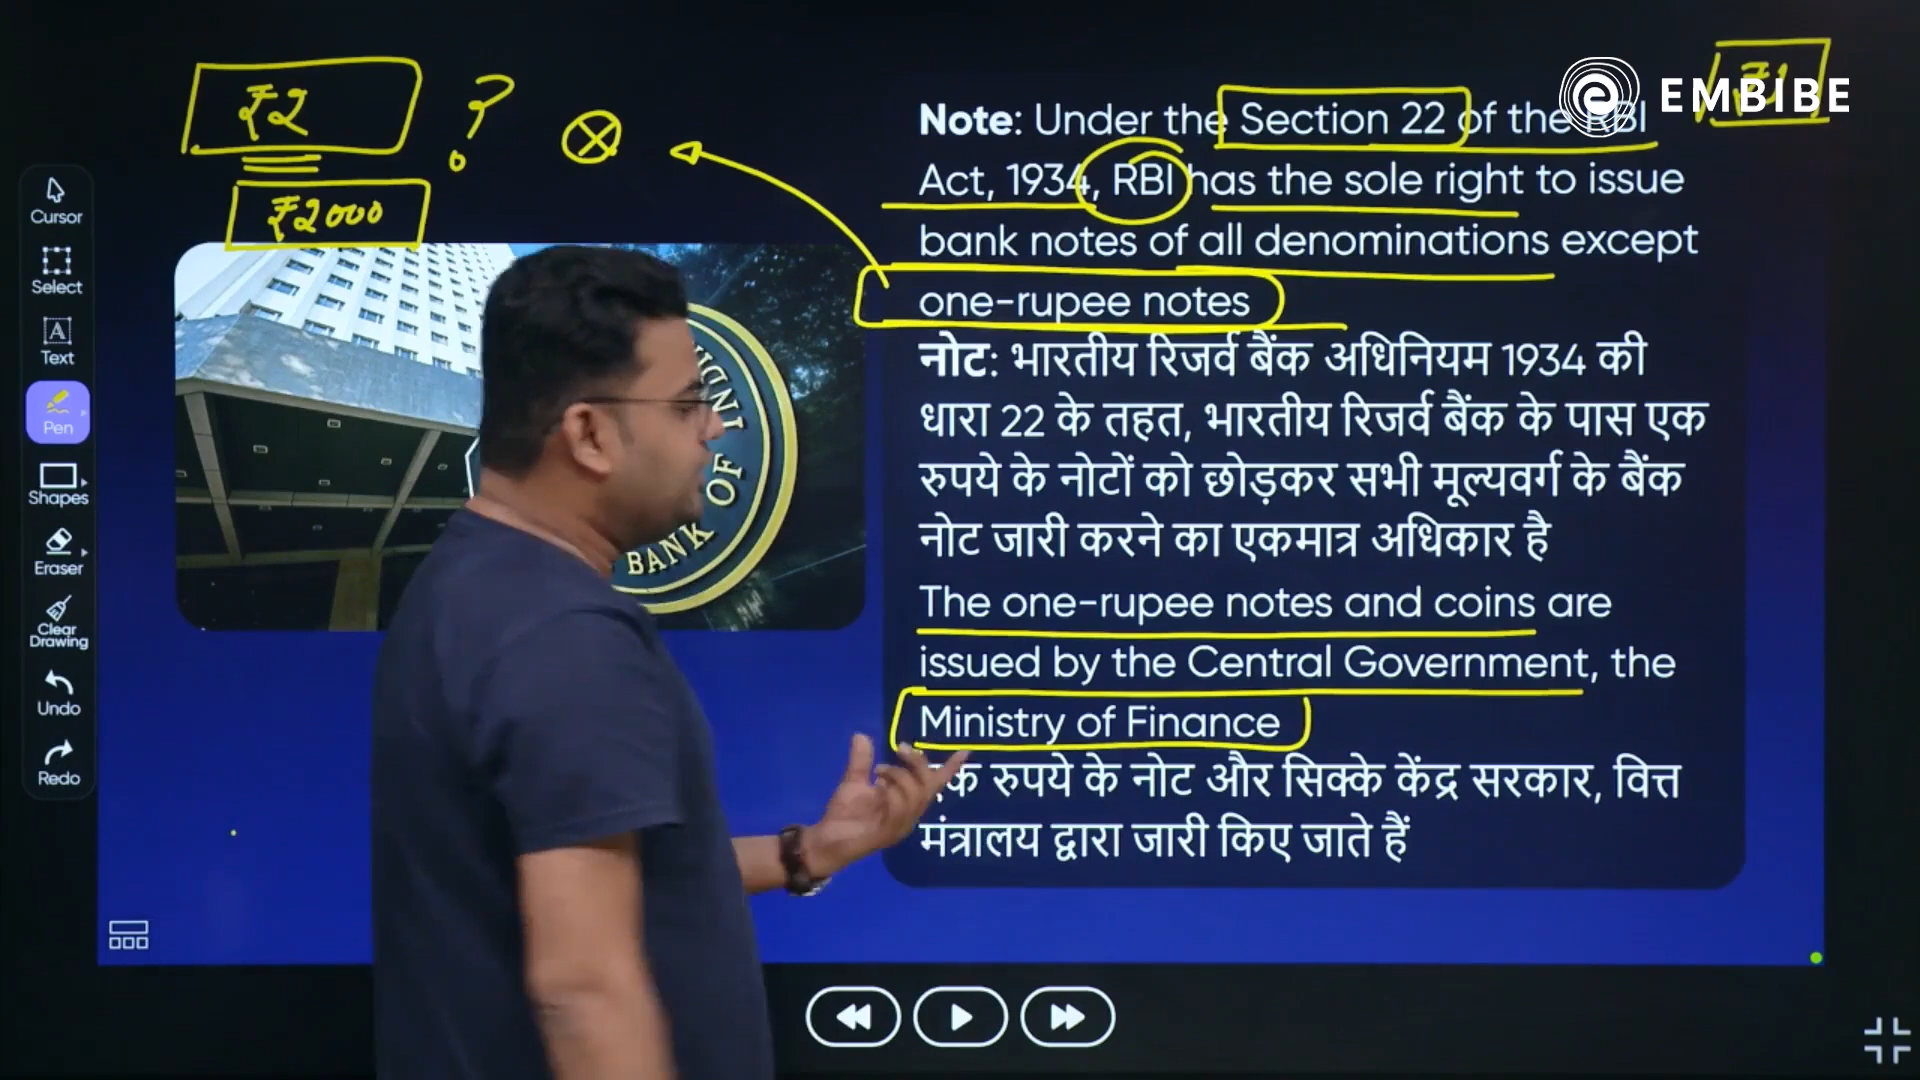 EMBIBE
₹1
₹2 ?
₹2000
Cursor
Select
Text
Pen
Shapes
Eraser
Clear
Drawing
Undo
Redo
BANK OF INDI
Note: Under the Section 22 of the RBI
Act, 1934, RBI has the sole right to issue
bank notes of all denominations except
one-rupee notes
नोट: भारतीय रिजर्व बैंक अधिनियम 1934 की
धारा 22 के तहत, भारतीय रिजर्व बैंक के पास एक
रुपये के नोटों को छोड़कर सभी मूल्यवर्ग के बैंक
नोट जारी करने का एकमात्र अधिकार है
The one-rupee notes and coins are
issued by the Central Government, the
Ministry of Finance
एक रुपये के नोट और सिक्के केंद्र सरकार, वित्त
मंत्रालय द्वारा जारी किए जाते हैं